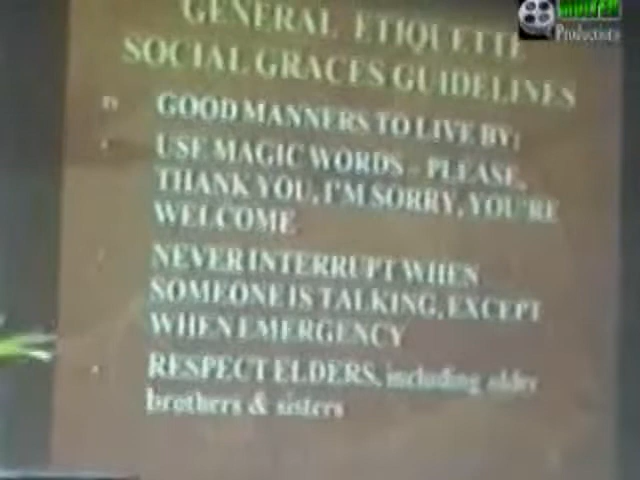 GENERAL ETIQUETTE
SOCIAL GRACES GUIDELINES
GOOD MANNERS TO LIVE BY:
USE MAGIC WORDS - PLEASE,
THANK YOU, I'M SORRY, YOU'RE
WELCOME
NEVER INTERRUPT WHEN
SOMEONE IS TALKING, EXCEPT
WHEN EMERGENCY
RESPECT ELDERS, including older
brothers & sisters
Productions